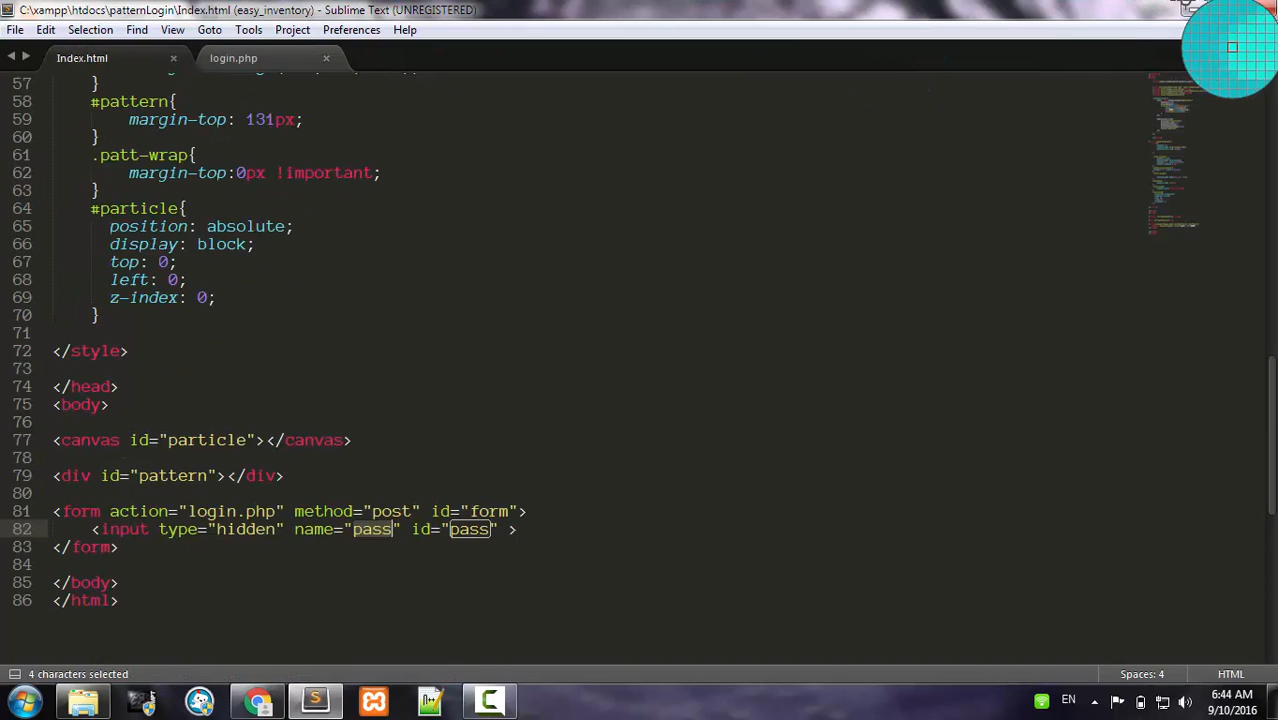 C:\xampp\htdocs\patternLogin\Index.html (easy_inventory) - Sublime Text (UNREGISTERED)
File Edit Selection Find View Goto Tools Project Preferences Help
Index.html login.php
57 }
58 #pattern{
59 margin-top: 131px;
60 }
61 .patt-wrap{
62 margin-top:0px !important;
63 }
64 #particle{
65 position: absolute;
66 display: block;
67 top: 0;
68 left: 0;
69 z-index: 0;
70 }
71
72 </style>
73
74 </head>
75 <body>
76
77 <canvas id="particle"></canvas>
78
79 <div id="pattern"></div>
80
81 <form action="login.php" method="post" id="form">
82 <input type="hidden" name="pass" id="pass" >
83 </form>
84
85 </body>
86 </html>
4 characters selected Spaces: 4 HTML
EN 6:44 AM
9/10/2016